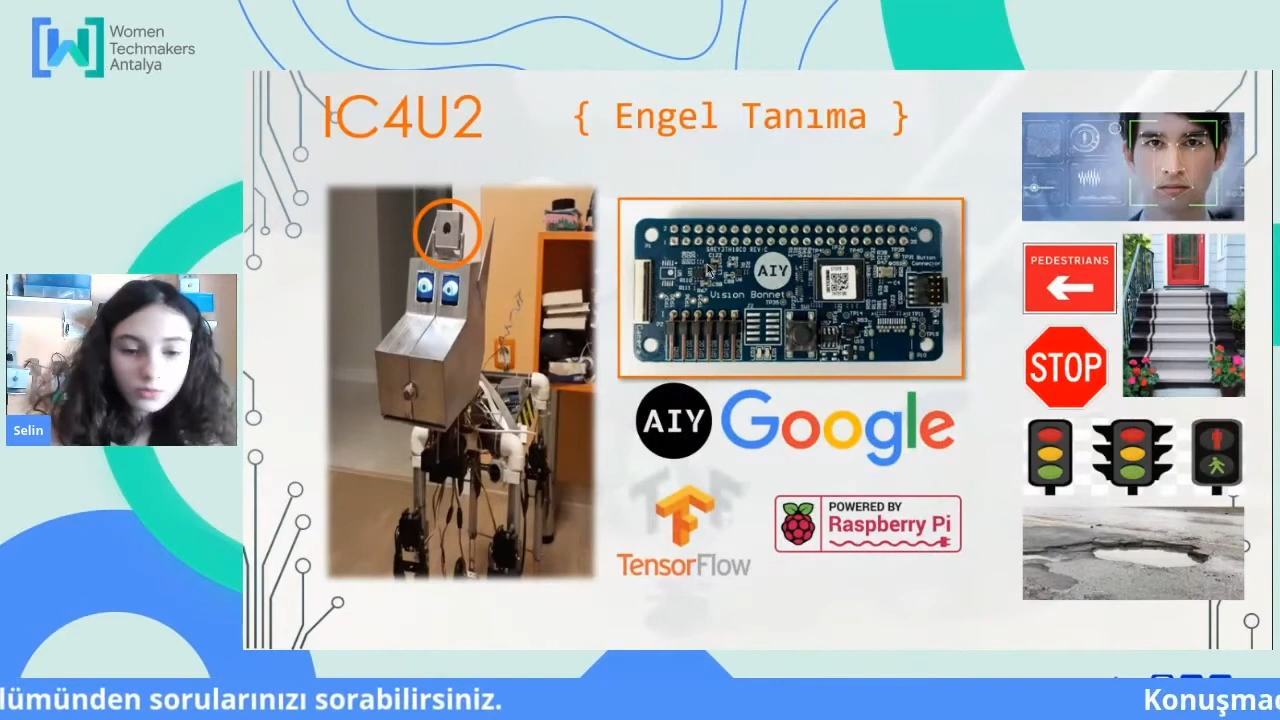 Women
Techmakers
Antalya
IC4U2 { Engel Tanıma }
AIY
Vision Bonnet
AIY Google
TensorFlow
POWERED BY
Raspberry Pi
PEDESTRIANS
STOP
Selin
lümünden sorularınızı sorabilirsiniz.
Konuşmac